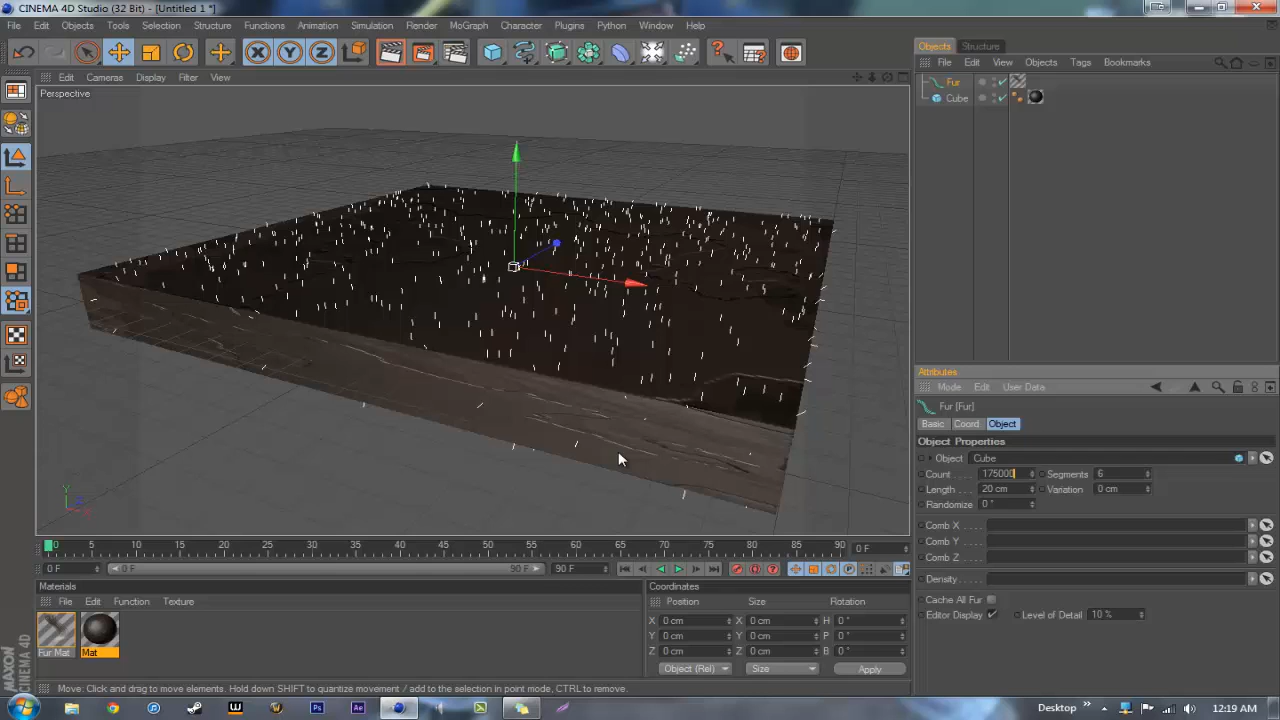 CINEMA 4D Studio (32 Bit) - [Untitled 1 *]
File Edit Objects Tools Selection Structure Functions Animation Simulation Render MoGraph Character Plugins Python Window Help
Edit Cameras Display Filter View
Perspective
Objects Structure
File Edit View Objects Tags Bookmarks
Fur
Cube
Attributes
Mode Edit User Data
Fur [Fur]
Basic Coord Object
Object Properties
Object Cube
Count 175000 Segments 6
Length 20 cm Variation 0 cm
Randomize 0 °
Comb X
Comb Y
Comb Z
Density
Cache All Fur
Editor Display Level of Detail 10 %
Y
Z
X
0 5 10 15 20 25 30 35 40 45 50 55 60 65 70 75 80 85 90 0 F
0 F 0 F 90 F 90 F
Materials
File Edit Function Texture
Fur Mat Mat
Coordinates
Position Size Rotation
X 0 cm X 0 cm H 0 °
Y 0 cm Y 0 cm P 0 °
Z 0 cm Z 0 cm B 0 °
Object (Rel) Size Apply
MAXON
CINEMA 4D
Move: Click and drag to move elements. Hold down SHIFT to quantize movement / add to the selection in point mode, CTRL to remove.
Desktop 12:19 AM